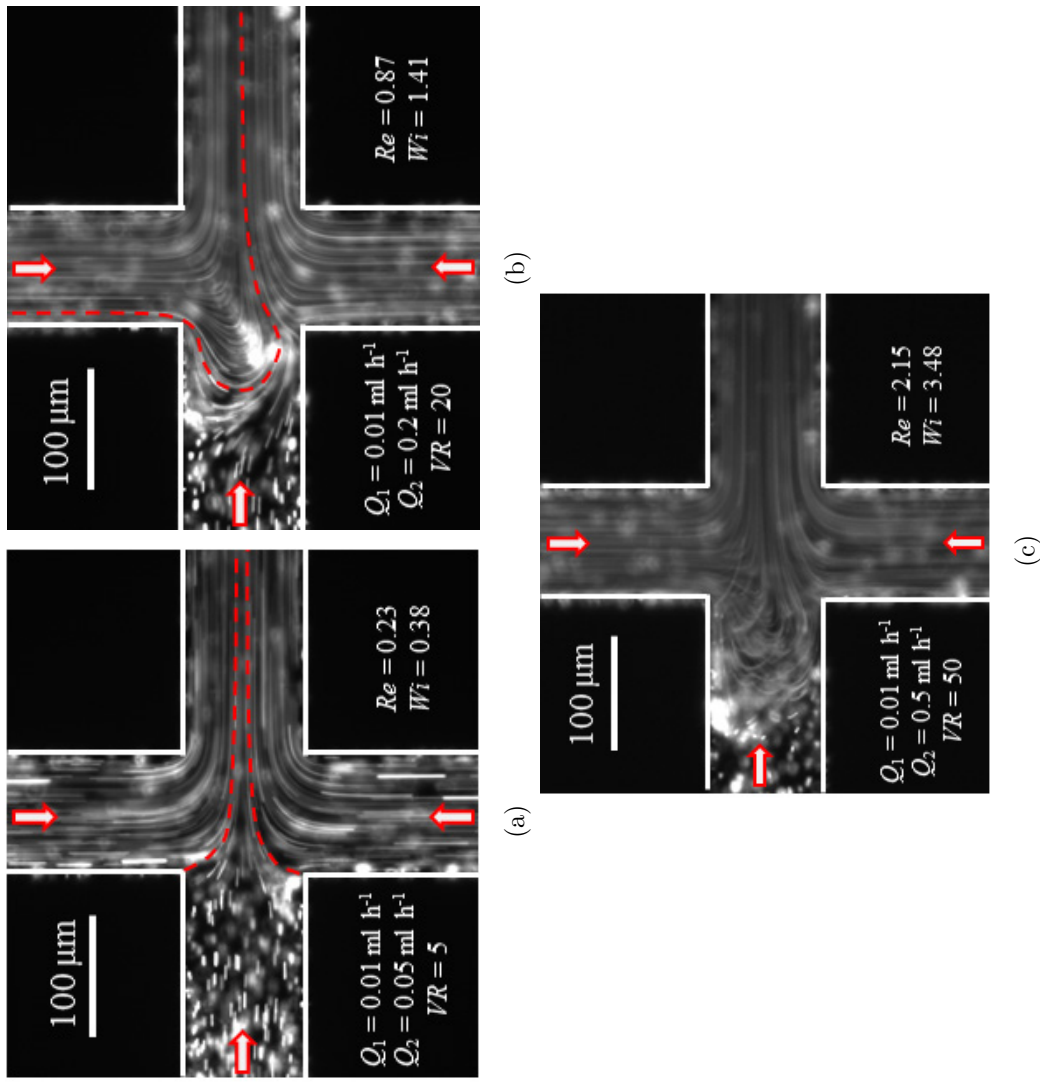 100 µm
Q₁ = 0.01 ml h⁻¹
Q₂ = 0.05 ml h⁻¹
VR = 5
Re = 0.23
Wi = 0.38
(a)
100 µm
Q₁ = 0.01 ml h⁻¹
Q₂ = 0.2 ml h⁻¹
VR = 20
Re = 0.87
Wi = 1.41
(b)
100 µm
Q₁ = 0.01 ml h⁻¹
Q₂ = 0.5 ml h⁻¹
VR = 50
Re = 2.15
Wi = 3.48
(c)